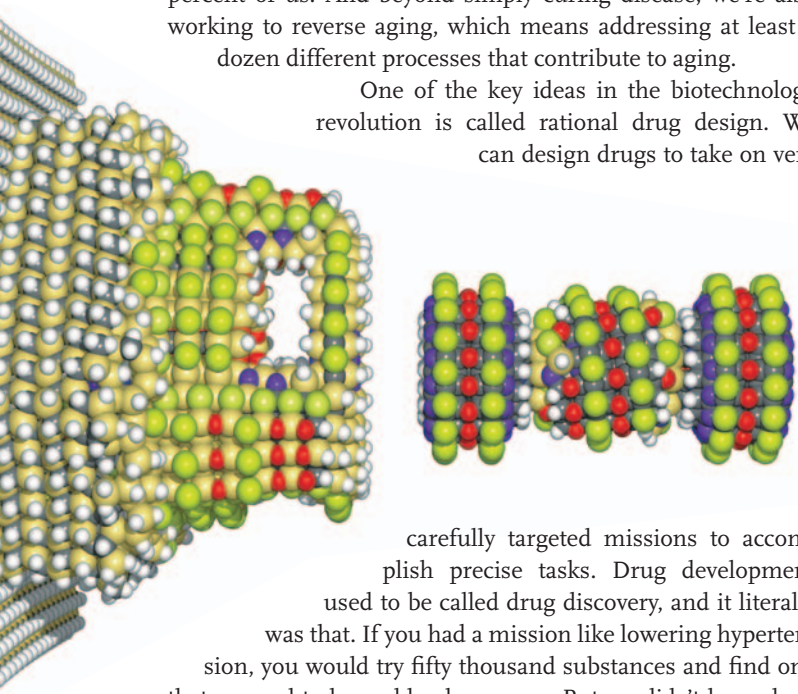 percent of us. And beyond simply curing disease, we're al
working to reverse aging, which means addressing at least
dozen different processes that contribute to aging.
One of the key ideas in the biotechnolog
revolution is called rational drug design. W
can design drugs to take on ve
carefully targeted missions to accom
plish precise tasks. Drug developme
used to be called drug discovery, and it literal
was that. If you had a mission like lowering hyperte
sion, you would try fifty thousand substances and find on